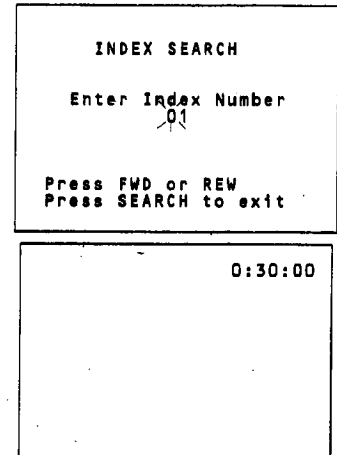 INDEX SEARCH
Enter Index Number
01
Press FWD or REW
Press SEARCH to exit
0:30:00